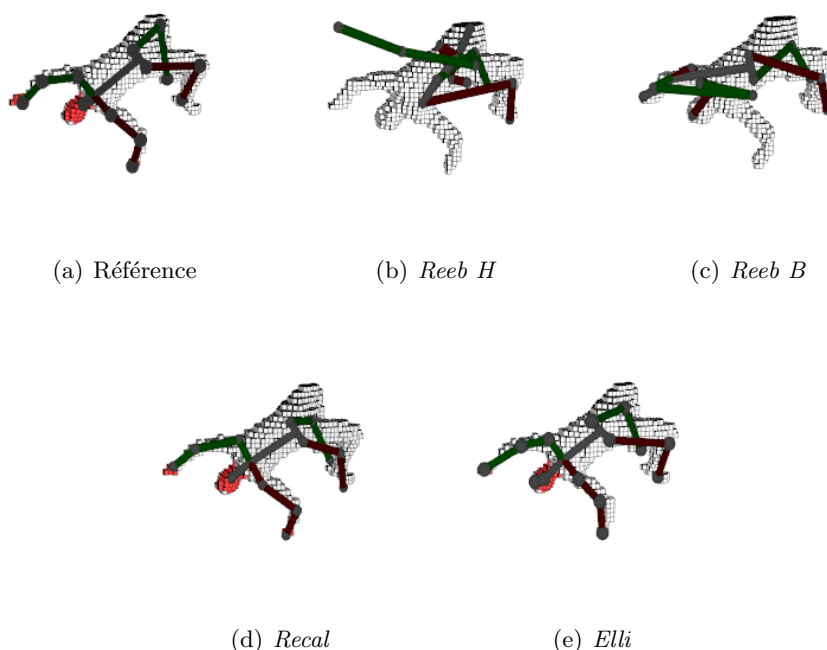 (a) Référence
(b) Reeb H
(c) Reeb B
(d) Recal
(e) Elli